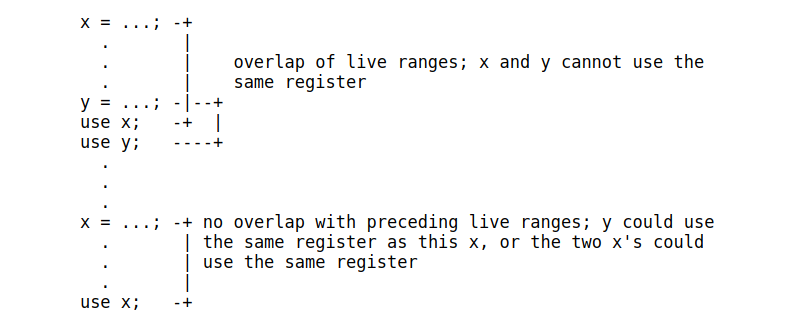 x = ...; -+
  .       |
  .       |    overlap of live ranges; x and y cannot use the
  .       |    same register
y = ...; -|--+
use x;   -+  |
use y;   ----+
  .
  .
  .
x = ...; -+ no overlap with preceding live ranges; y could use
  .       | the same register as this x, or the two x's could
  .       | use the same register
  .       |
use x;   -+